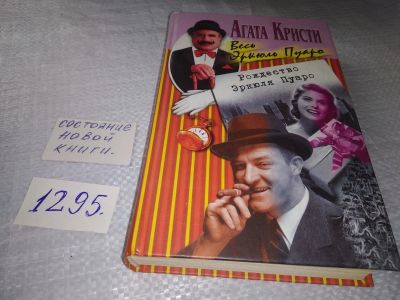 Агата Кристи
Весь
Эркюль Пуаро
Рождество
Эркюля Пуаро
СОСТОЯНИЕ
НОВОЙ
КНИГИ.
1295.